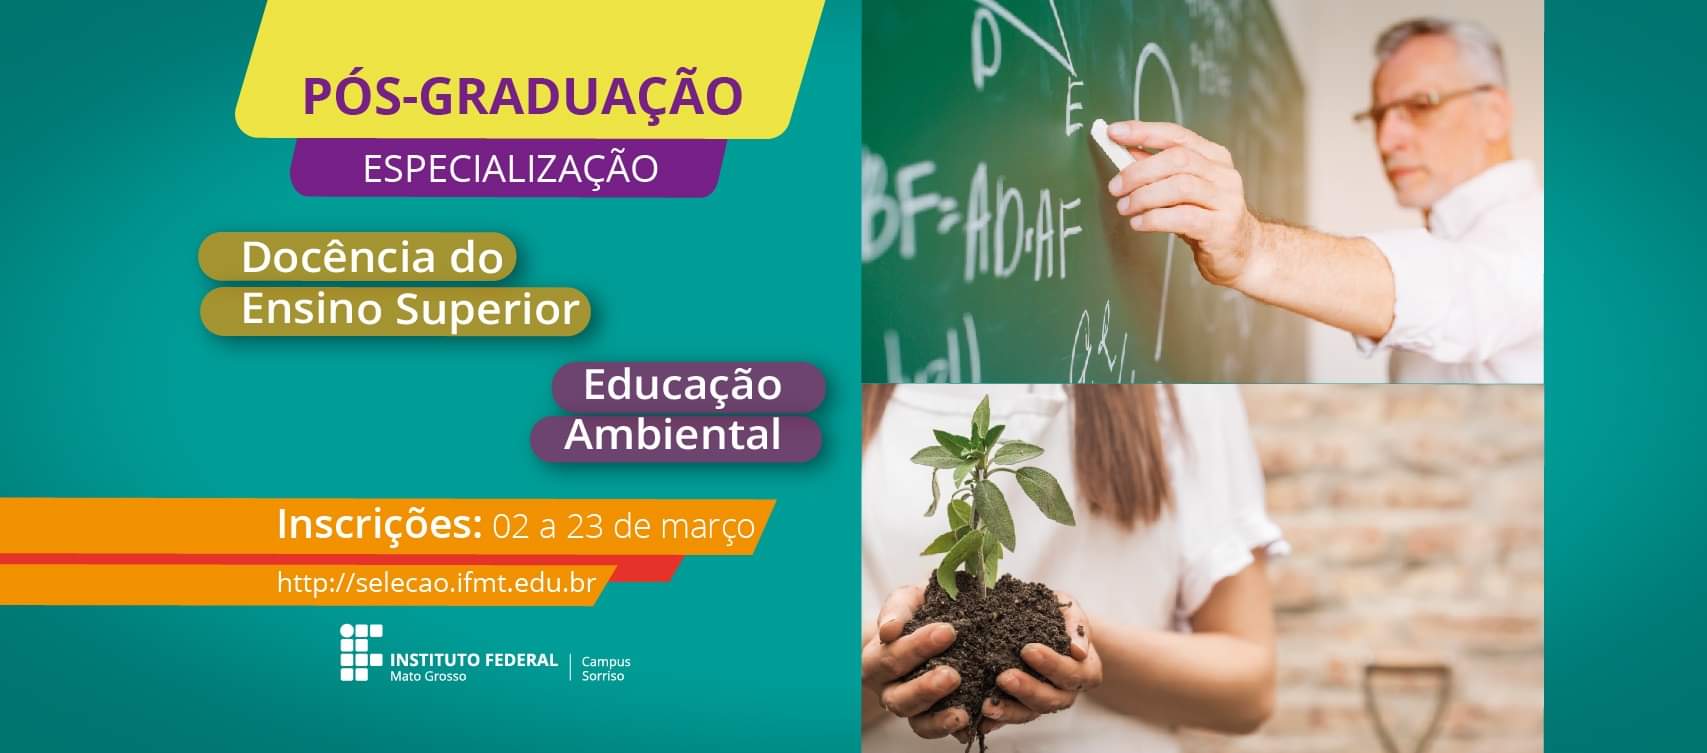 PÓS-GRADUAÇÃO
ESPECIALIZAÇÃO
Docência do
Ensino Superior
Educação
Ambiental
Inscrições: 02 a 23 de março
http://selecao.ifmt.edu.br
INSTITUTO FEDERAL
Mato Grosso
Campus
Sorriso
D
E
BF=AD.AF